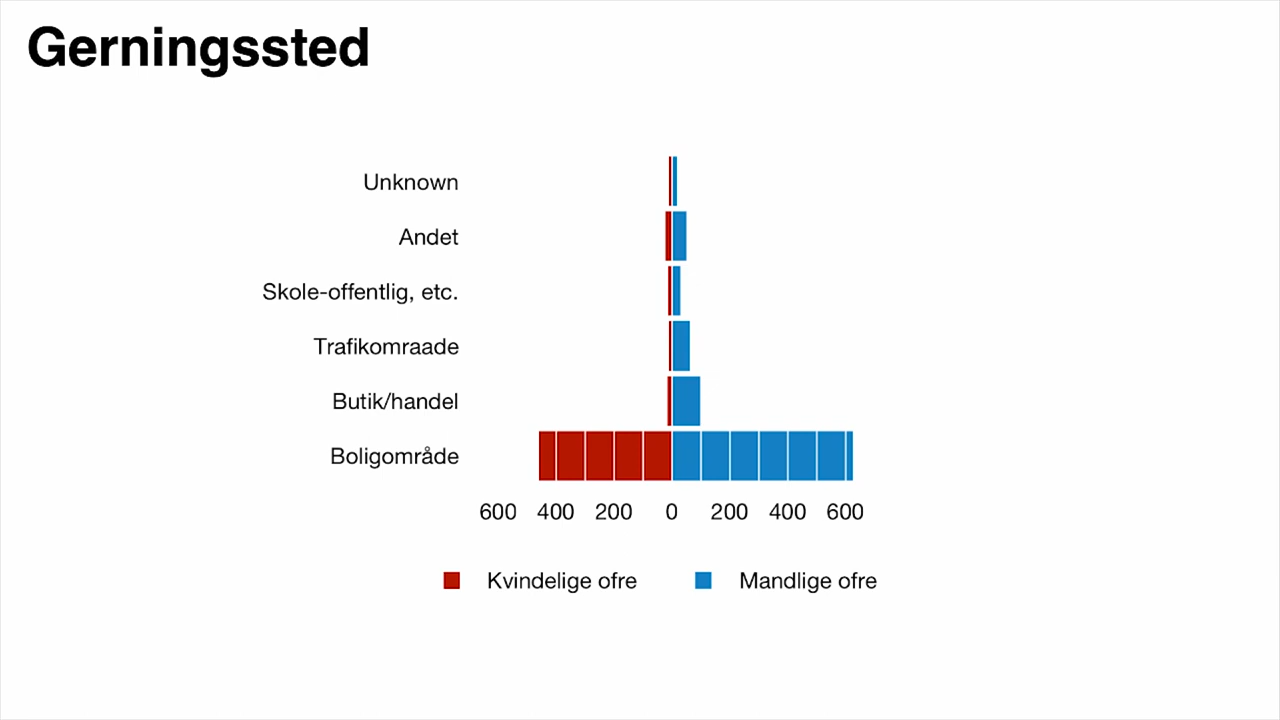 Gerningssted
Unknown
Andet
Skole-offentlig, etc.
Trafikomraade
Butik/handel
Boligområde
600 400 200 0 200 400 600
Kvindelige ofre Mandlige ofre